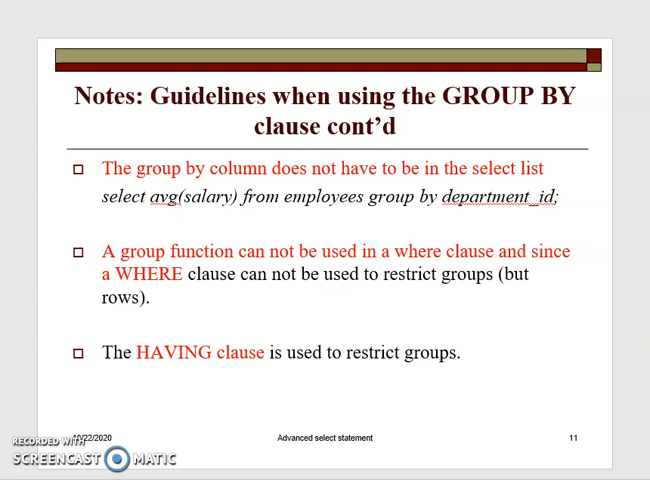 Notes: Guidelines when using the GROUP BY
clause cont’d
The group by column does not have to be in the select list
select avg(salary) from employees group by department_id;
A group function can not be used in a where clause and since
a WHERE clause can not be used to restrict groups (but
rows).
The HAVING clause is used to restrict groups.
10/22/2020 Advanced select statement 11
RECORDED WITH
SCREENCAST MATIC